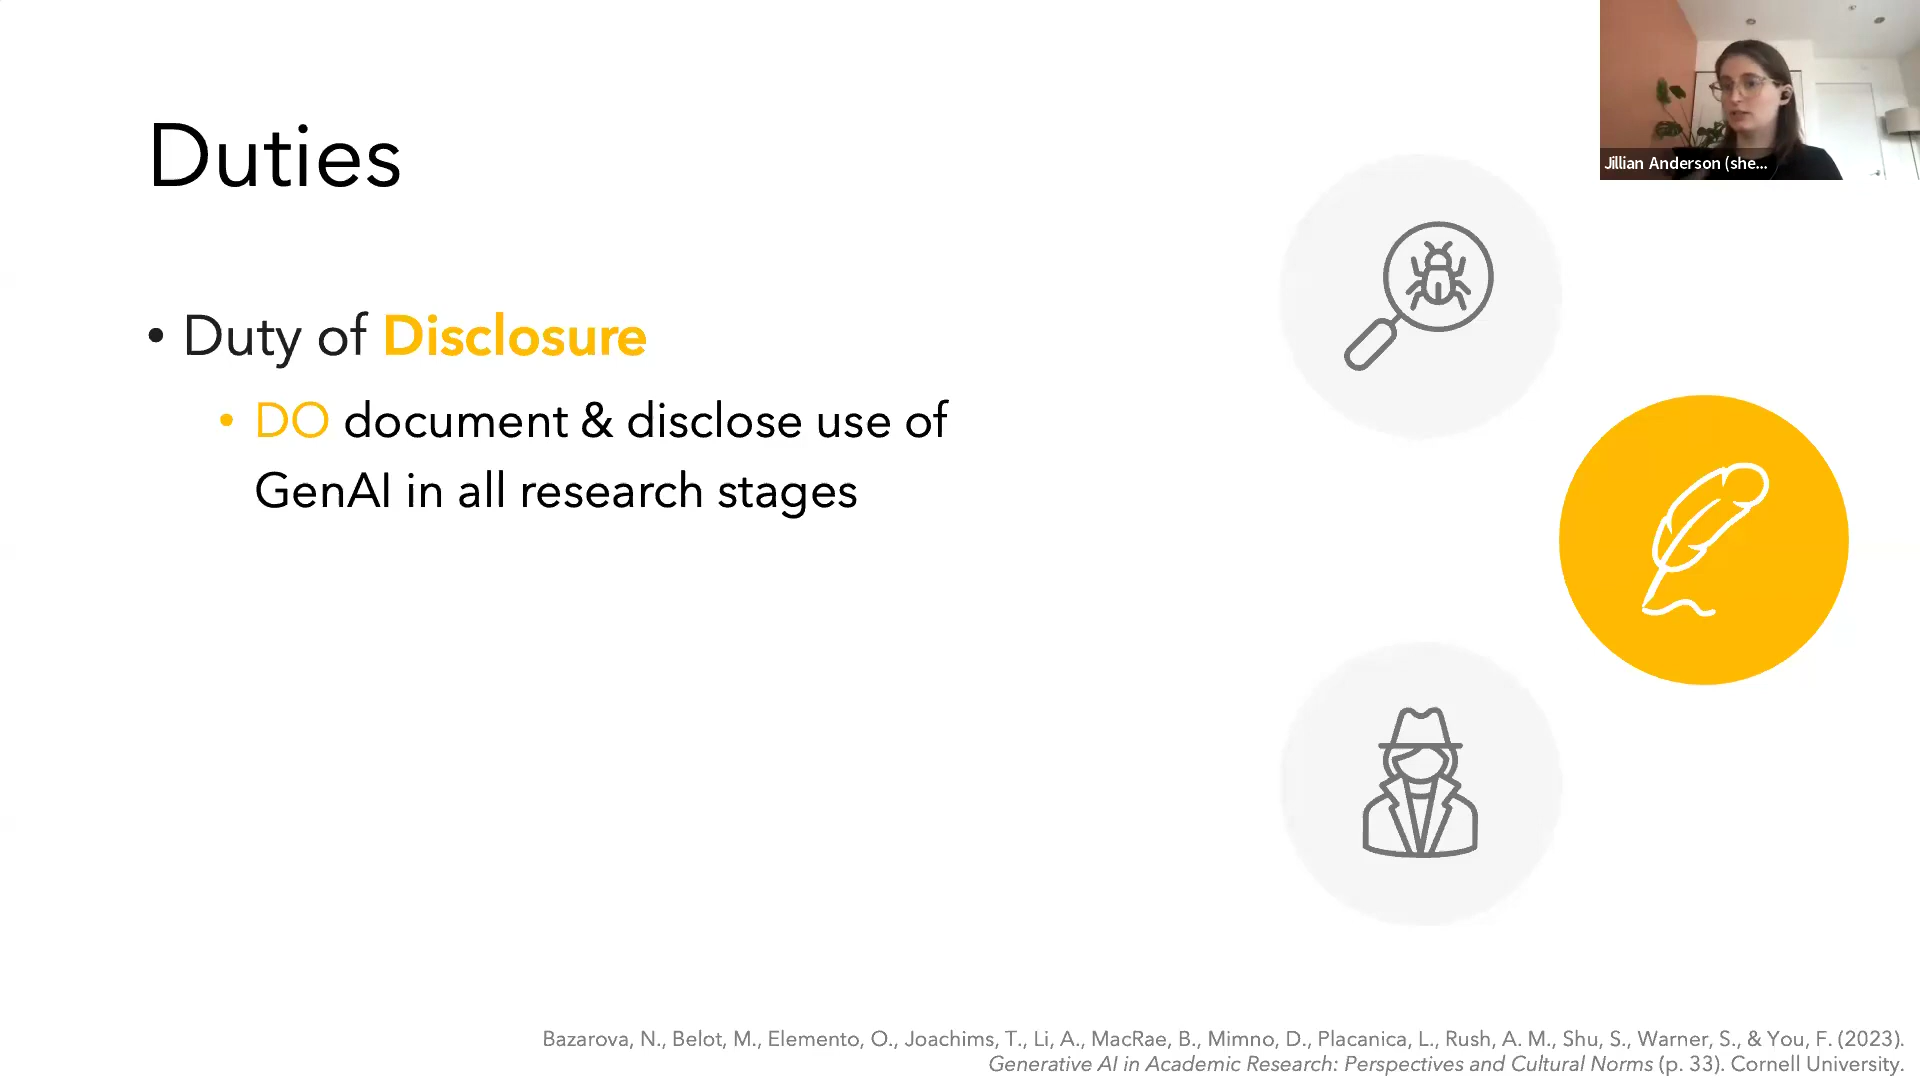 Duties
• Duty of Disclosure
• DO document & disclose use of
GenAI in all research stages
Jillian Anderson (she...
Bazarova, N., Belot, M., Elemento, O., Joachims, T., Li, A., MacRae, B., Mimno, D., Placanica, L., Rush, A. M., Shu, S., Warner, S., & You, F. (2023).
Generative AI in Academic Research: Perspectives and Cultural Norms (p. 33). Cornell University.